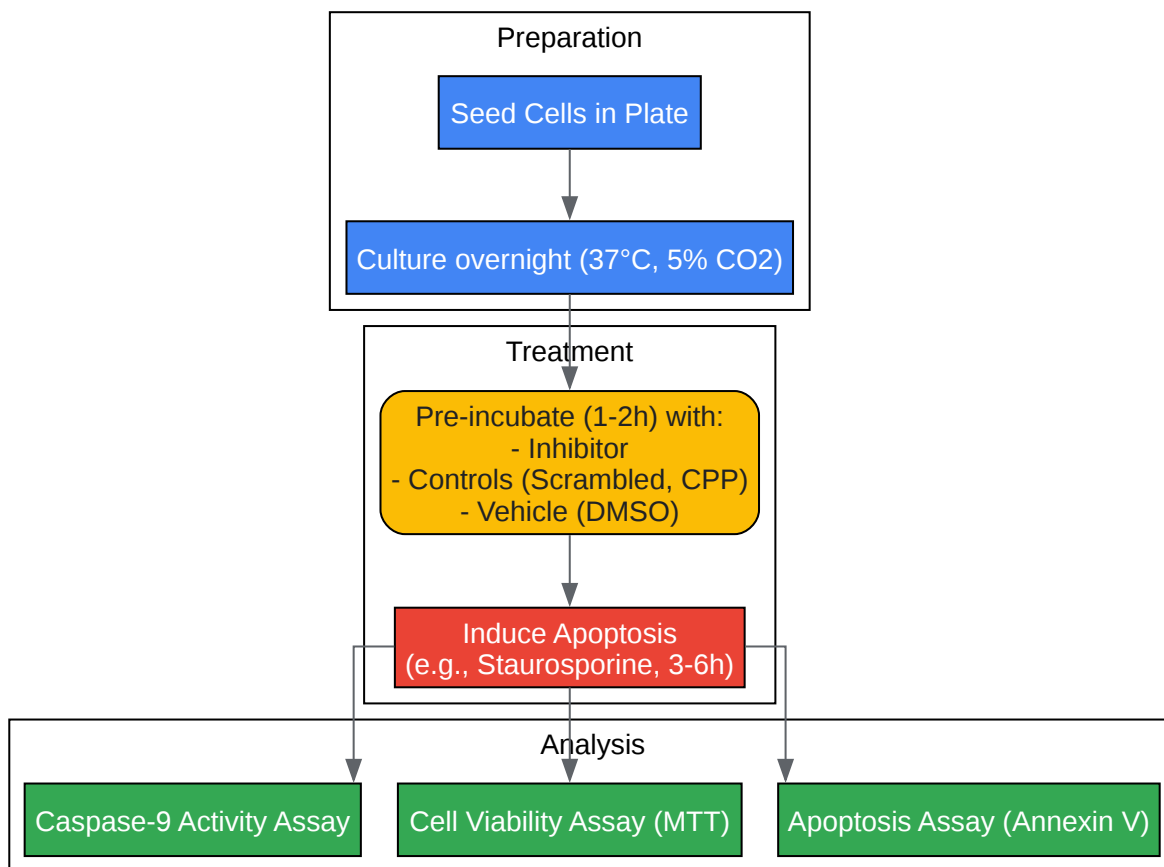 Preparation
Seed Cells in Plate
Culture overnight (37°C, 5% CO2)
Treatment
Pre-incubate (1-2h) with:
- Inhibitor
- Controls (Scrambled, CPP)
- Vehicle (DMSO)
Induce Apoptosis
(e.g., Staurosporine, 3-6h)
Analysis
Caspase-9 Activity Assay
Cell Viability Assay (MTT)
Apoptosis Assay (Annexin V)